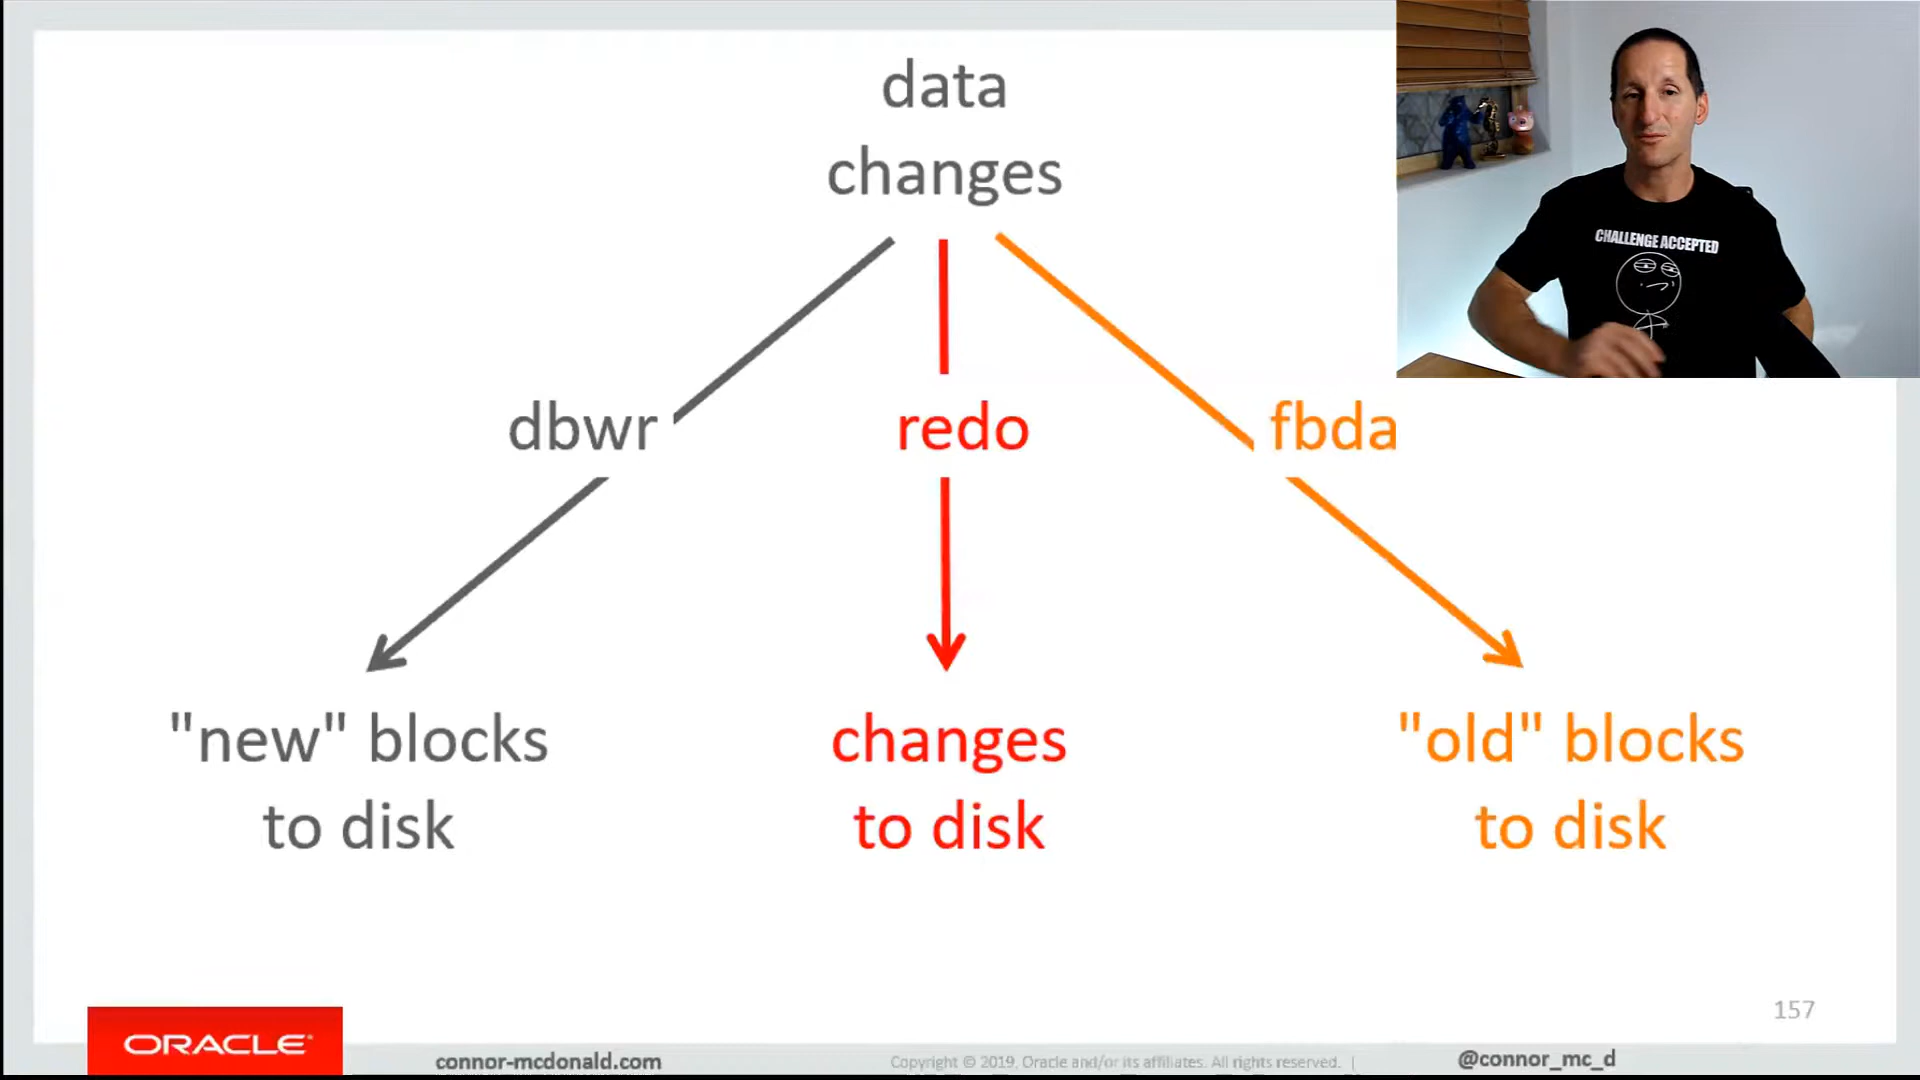 data
changes
CHALLENGE ACCEPTED
dbwr
redo
fbda
"new" blocks
to disk
changes
to disk
"old" blocks
to disk
157
ORACLE
connor-mcdonald.com
Copyright © 2019, Oracle and/or its affiliates. All rights reserved. |
@connor_mc_d